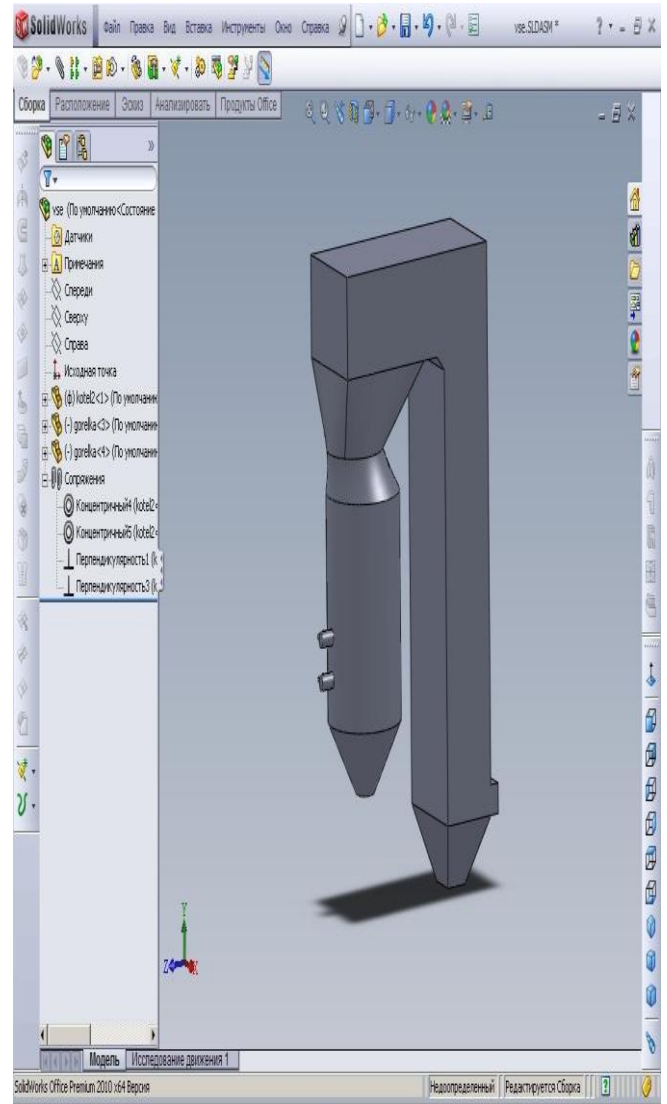 SolidWorks Файл Правка Вид Вставка Инструменты Окно Справка vse.SLDASM *
Сборка Расположение Эскиз Анализировать Продукты Office
vse (По умолчанию<Состояние
Датчики
Примечания
Спереди
Сверху
Справа
Исходная точка
(ф) kotel2<1> (По умолчанию
(-) gorelka<3> (По умолчани
(-) gorelka<4> (По умолчани
Сопряжения
Концентричный4 (kotel2<
Концентричный5 (kotel2<
Перпендикулярность1 (k
Перпендикулярность3 (k
Y
Z X
Модель Исследование движения 1
SolidWorks Office Premium 2010 x64 Версия Недоопределенный Редактируется Сборка